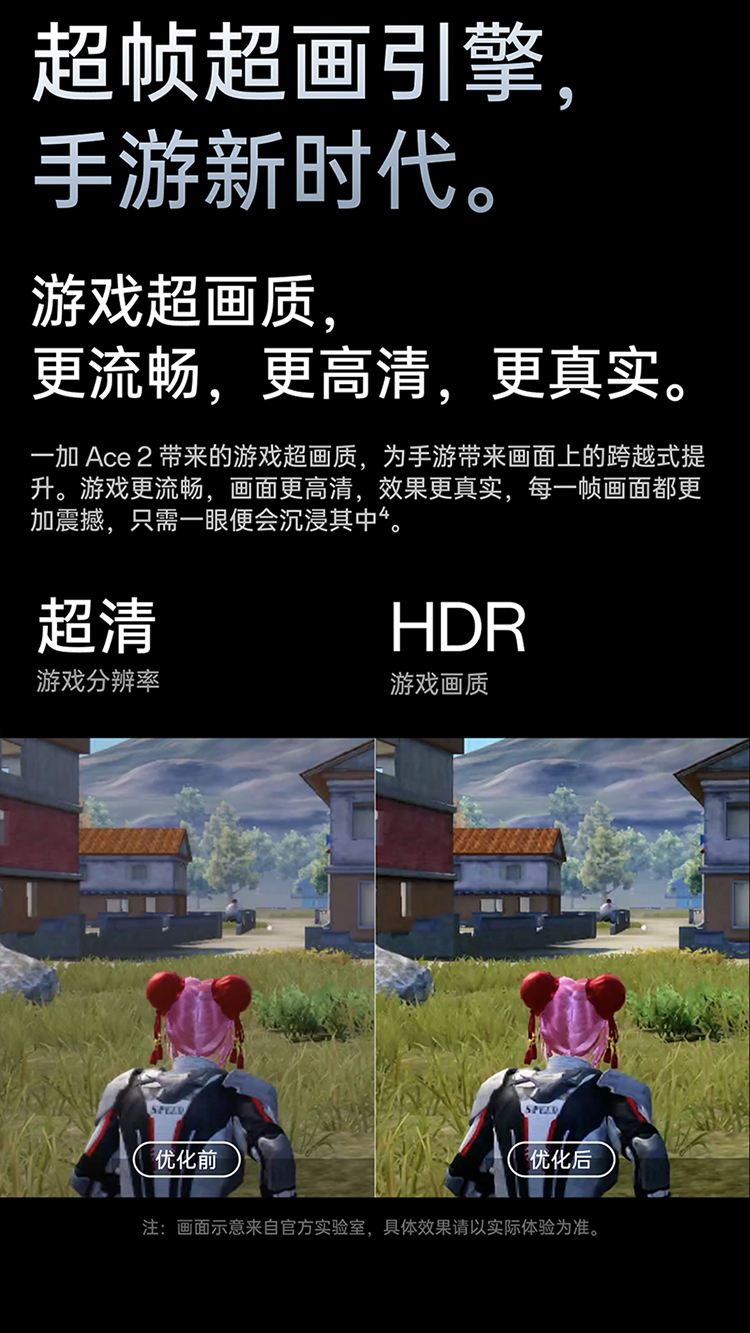 超帧超画引擎，
手游新时代。
游戏超画质，
更流畅，更高清，更真实。
一加 Ace 2 带来的游戏超画质，为手游带来画面上的跨越式提
升。游戏更流畅，画面更高清，效果更真实，每一帧画面都更
加震撼，只需一眼便会沉浸其中⁴。
超清
HDR
游戏分辨率
游戏画质
SPEED
SPEED
优化前
优化后
注：画面示意来自官方实验室，具体效果请以实际体验为准。